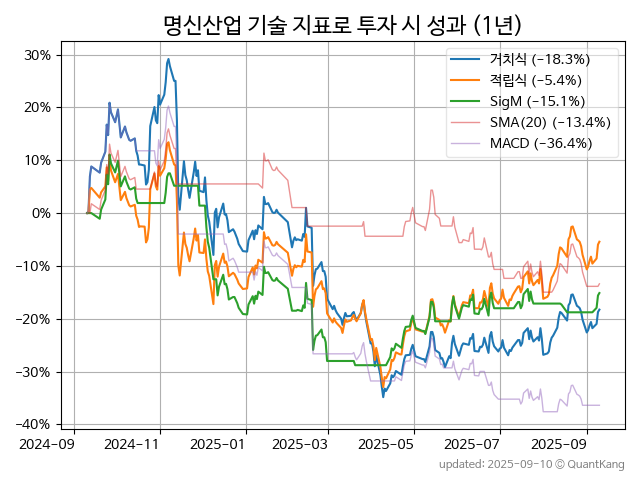 명신산업 기술 지표로 투자 시 성과 (1년)
거치식 (−18.3%)
적립식 (−5.4%)
SigM (−15.1%)
SMA(20) (−13.4%)
MACD (−36.4%)
30%
20%
10%
0%
−10%
−20%
−30%
−40%
2024-09 2024-11 2025-01 2025-03 2025-05 2025-07 2025-09
updated: 2025-09-10 © QuantKang